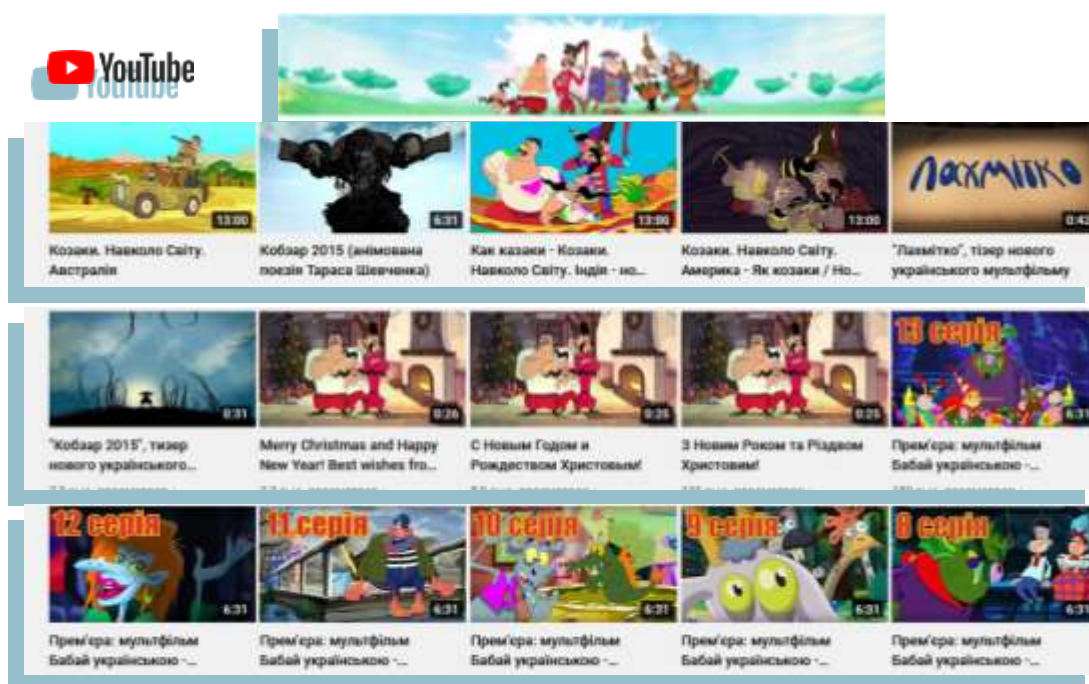 YouTube
13:00
6:31
13:00
13:00
Лахмітко
0:42
Козаки. Навколо Світу.
Австралія
Кобзар 2015 (анімована
поезія Тараса Шевченка)
Как казаки - Козаки.
Навколо Світу. Індія - но...
Козаки. Навколо Світу.
Америка - Як козаки / Но...
"Лахмітко", тізер нового
українського мультфільму
0:31
0:26
0:25
0:25
13 серія
6:31
"Кобзар 2015", тизер
нового українського...
Merry Christmas and Happy
New Year! Best wishes fro...
С Новым Годом и
Рождеством Христовым!
З Новим Роком та Різдвом
Христовим!
Прем'єра: мультфільм
Бабай українською -...
12 серія
6:31
11 серія
6:31
10 серія
6:31
9 серія
6:31
8 серія
6:31
Прем'єра: мультфільм
Бабай українською -...
Прем'єра: мультфільм
Бабай українською -...
Прем'єра: мультфільм
Бабай українською -...
Прем'єра: мультфільм
Бабай українською -...
Прем'єра: мультфільм
Бабай українською -...